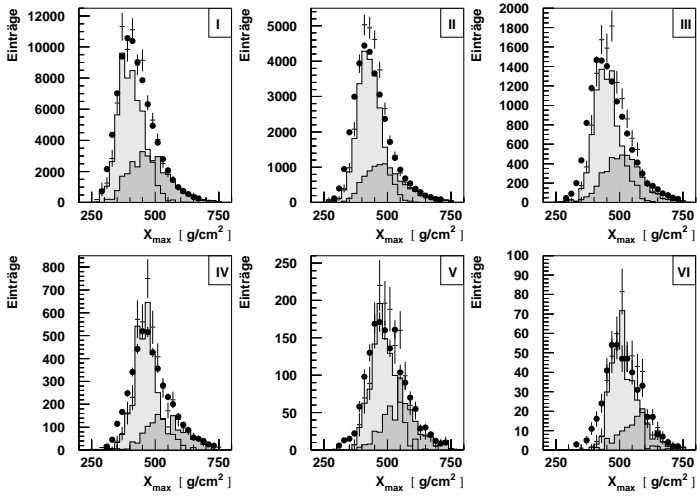 Einträge
I
12000
10000
8000
6000
4000
2000
0
250 500 750
X_max [ g/cm² ]
Einträge
II
5000
4000
3000
2000
1000
0
250 500 750
X_max [ g/cm² ]
Einträge
III
2000
1800
1600
1400
1200
1000
800
600
400
200
0
250 500 750
X_max [ g/cm² ]
Einträge
IV
800
700
600
500
400
300
200
100
0
250 500 750
X_max [ g/cm² ]
Einträge
V
250
200
150
100
50
0
250 500 750
X_max [ g/cm² ]
Einträge
VI
100
90
80
70
60
50
40
30
20
10
0
250 500 750
X_max [ g/cm² ]